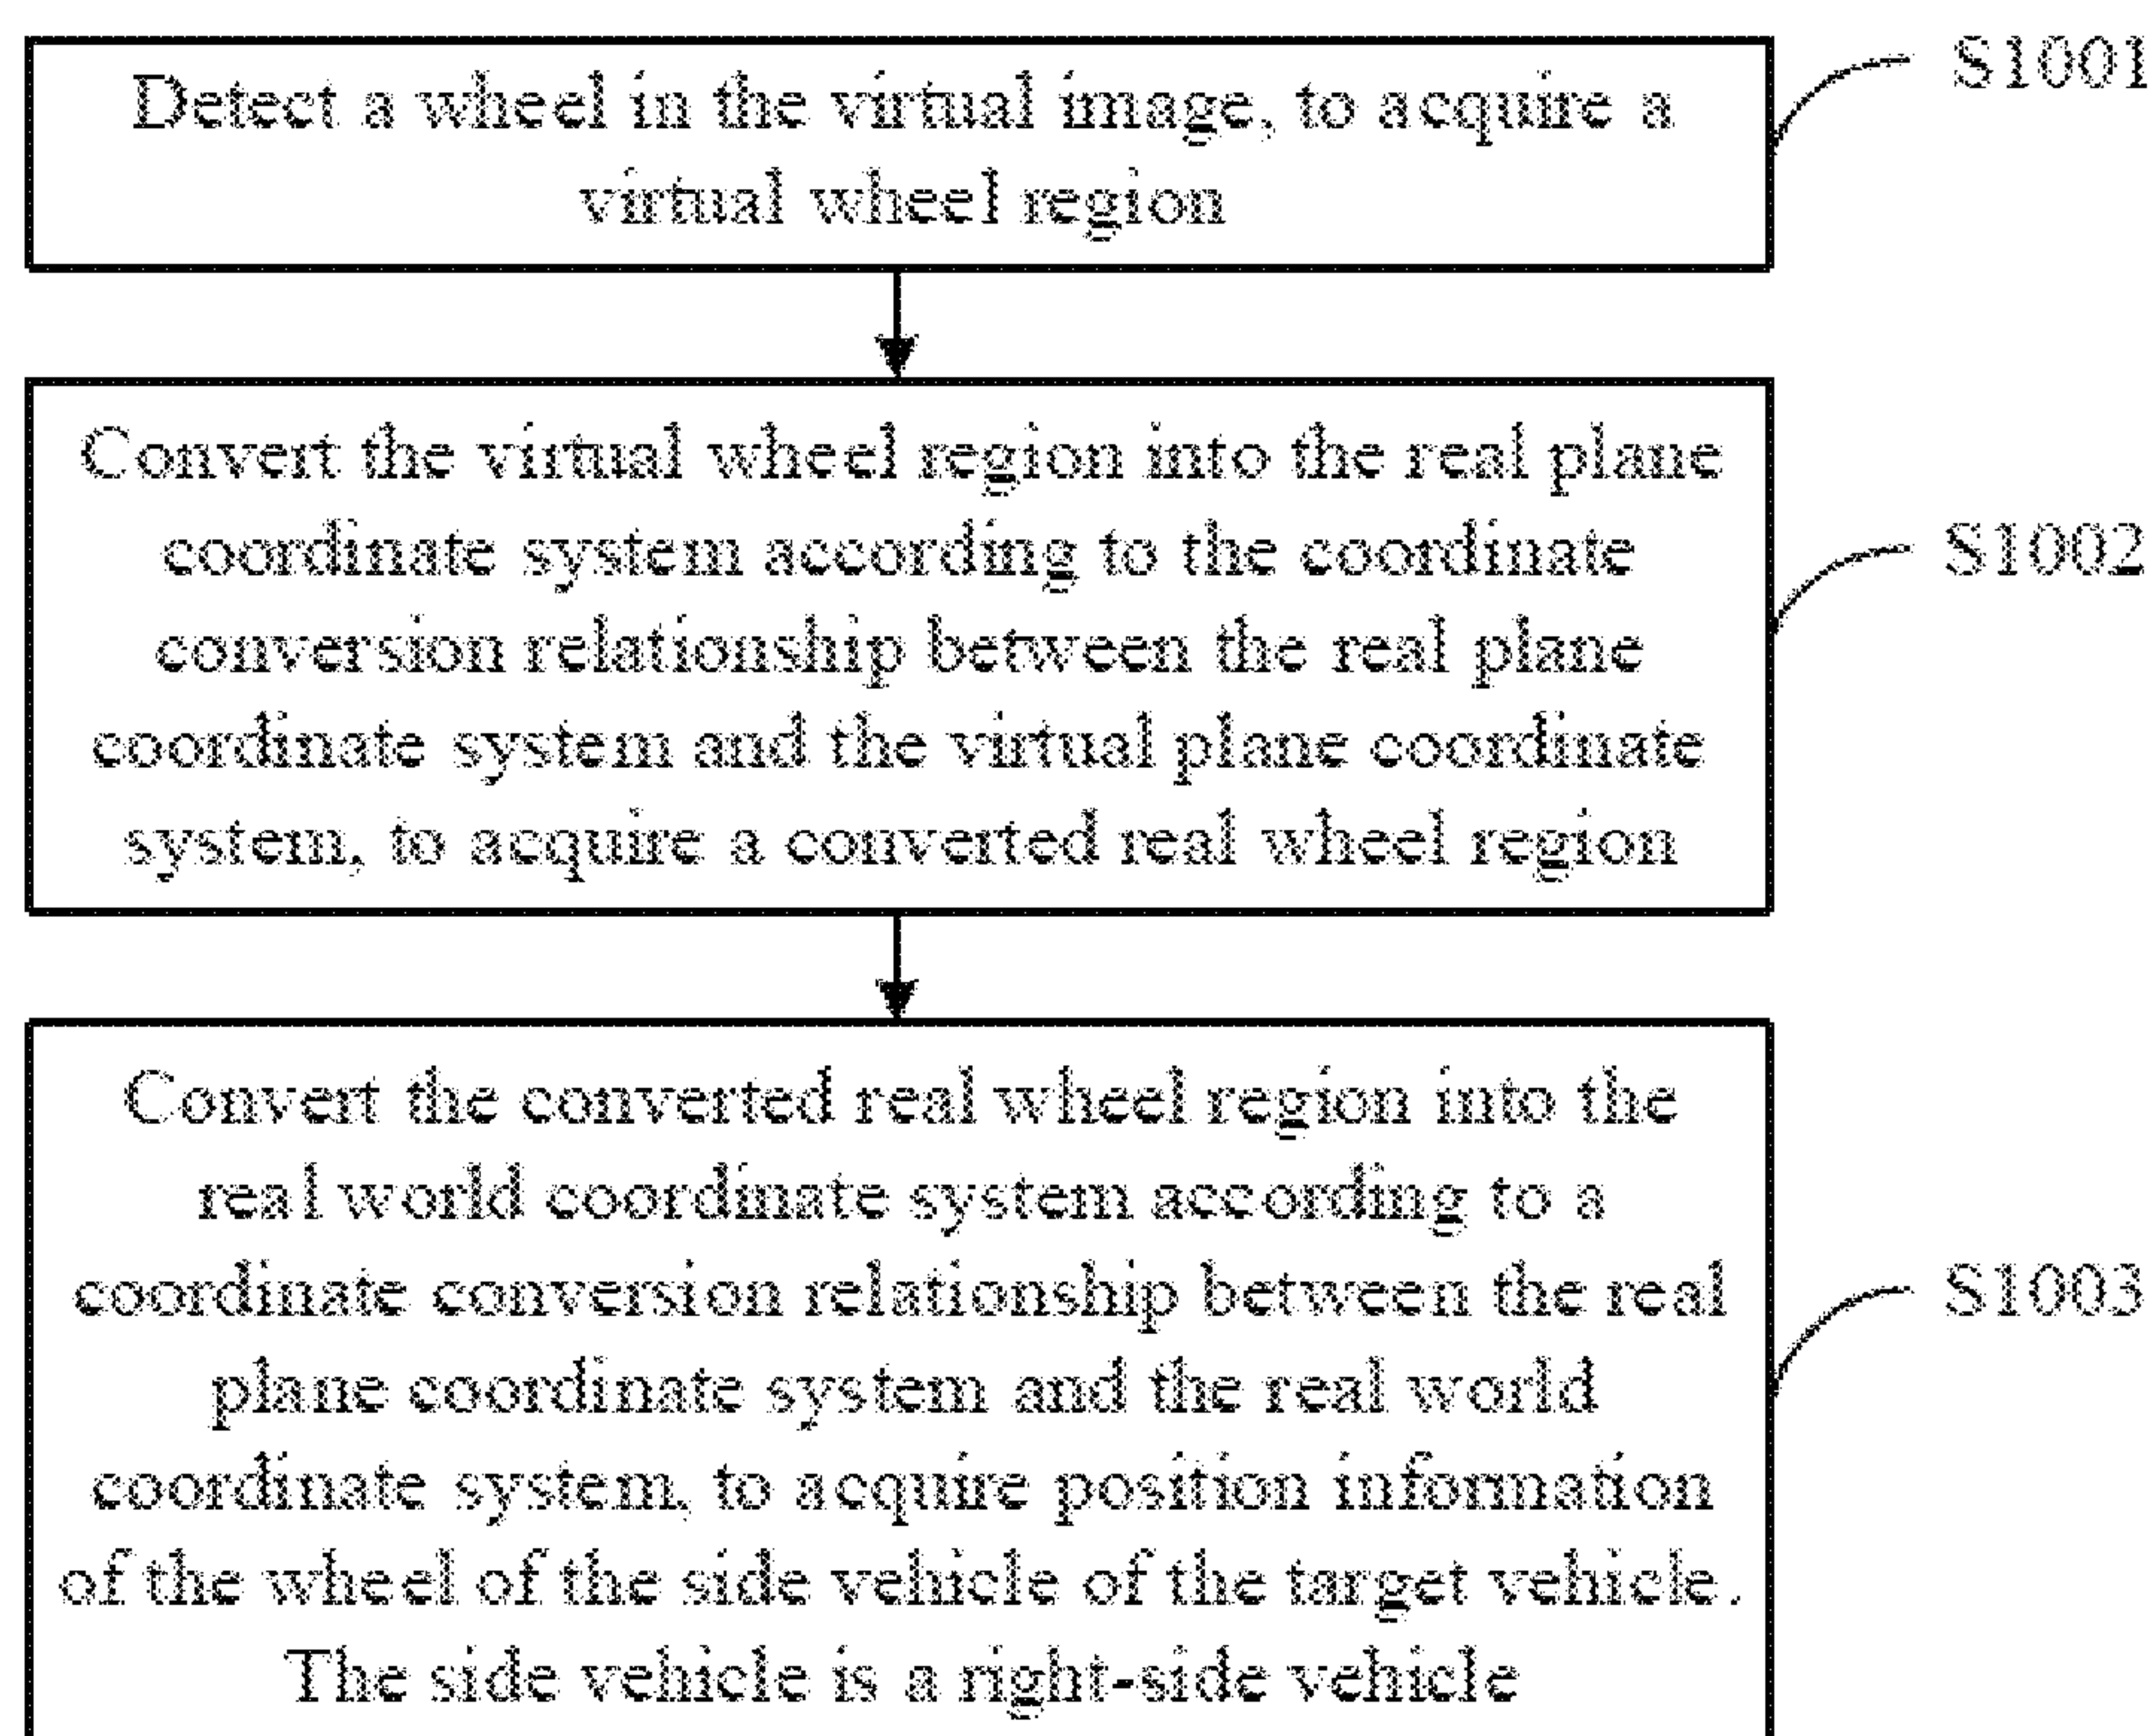 Detect a wheel in the virtual image, to acquire a
virtual wheel region
S1001
Convert the virtual wheel region into the real plane
coordinate system according to the coordinate
conversion relationship between the real plane
coordinate system and the virtual plane coordinate
system, to acquire a converted real wheel region
S1002
Convert the converted real wheel region into the
real world coordinate system according to a
coordinate conversion relationship between the real
plane coordinate system and the real world
coordinate system, to acquire position information
of the wheel of the side vehicle of the target vehicle.
The side vehicle is a right-side vehicle
S1003